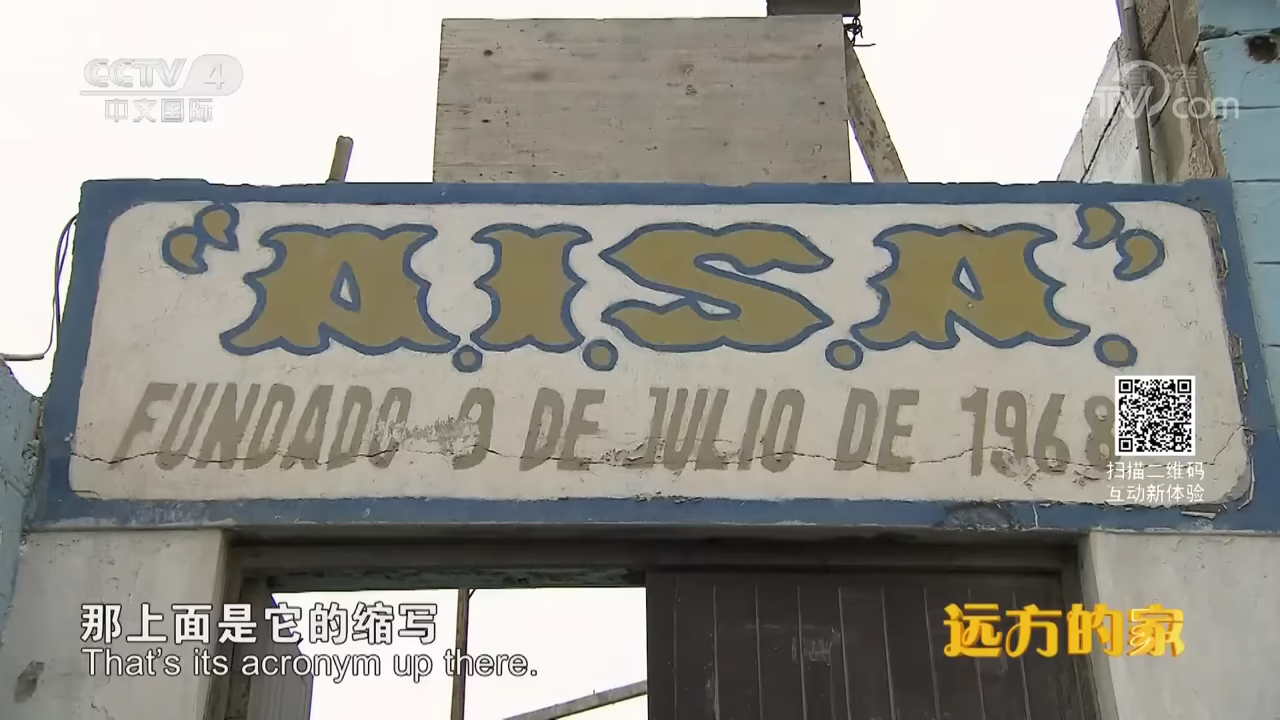 CCTV 4
中文国际
TV
com
'A.I.S.A.'
FUNDADO 9 DE JULIO DE 1968
扫描二维码
互动新体验
那上面是它的缩写
That's its acronym up there.
远方的家